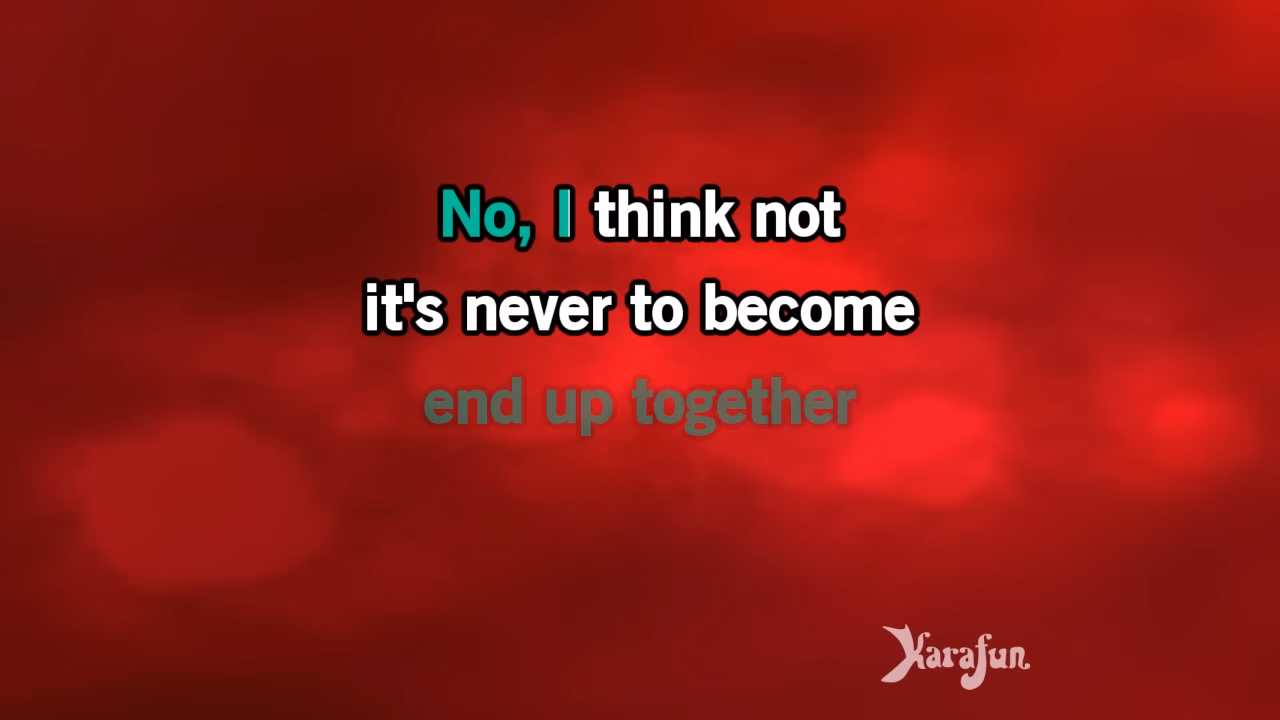 No, I think not
it's never to become
end up together
Karafun